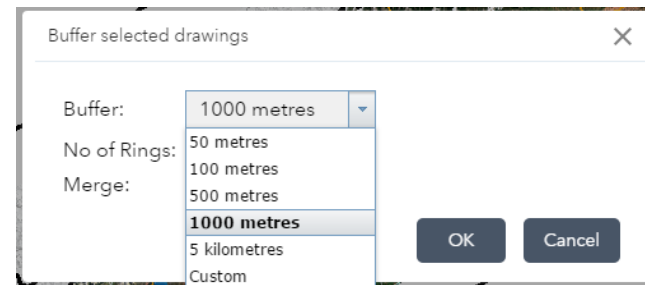 Buffer selected drawings
Buffer: 1000 metres
50 metres
No of Rings:
100 metres
Merge:
500 metres
1000 metres
5 kilometres
Custom
OK Cancel